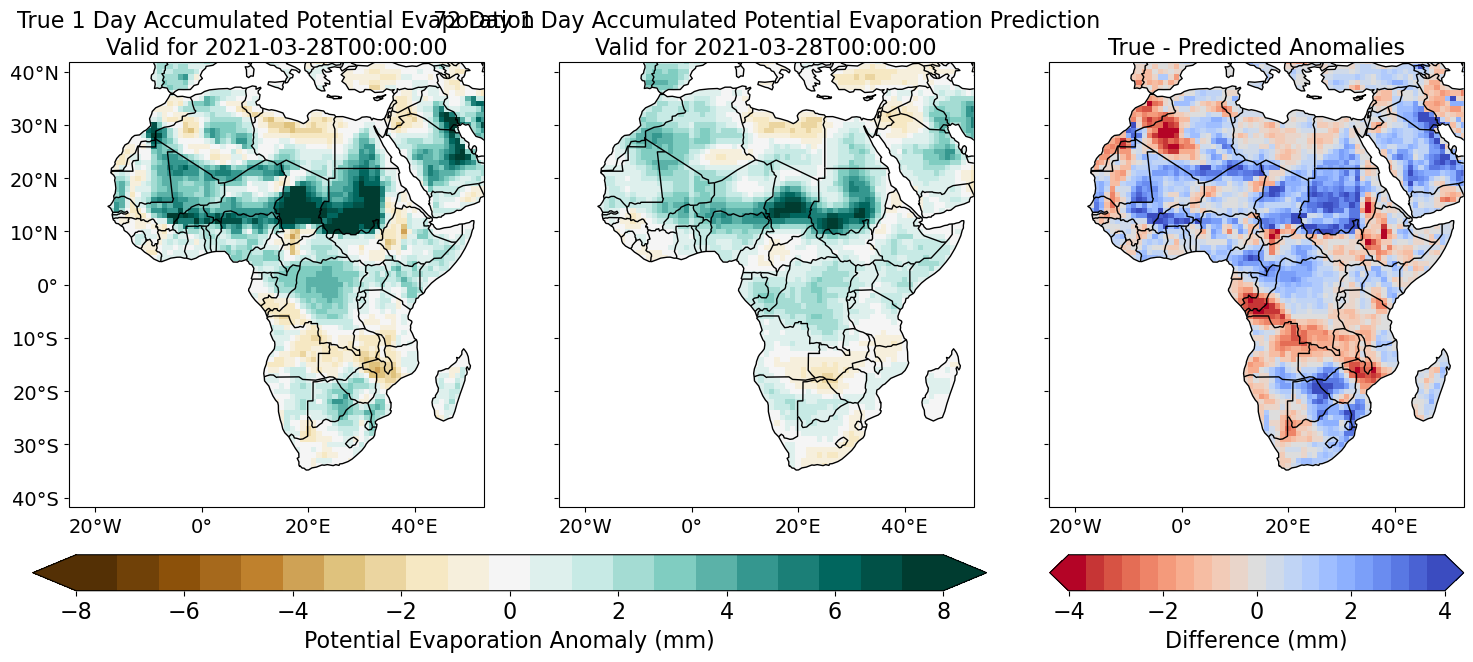 True 1 Day Accumulated Potential Evaporation
Valid for 2021-03-28T00:00:00
72 Day 1 Day Accumulated Potential Evaporation Prediction
Valid for 2021-03-28T00:00:00
True - Predicted Anomalies
40°N
30°N
20°N
10°N
0°
10°S
20°S
30°S
40°S
20°W 0° 20°E 40°E
20°W 0° 20°E 40°E
20°W 0° 20°E 40°E
−8 −6 −4 −2 0 2 4 6 8
Potential Evaporation Anomaly (mm)
−4 −2 0 2 4
Difference (mm)